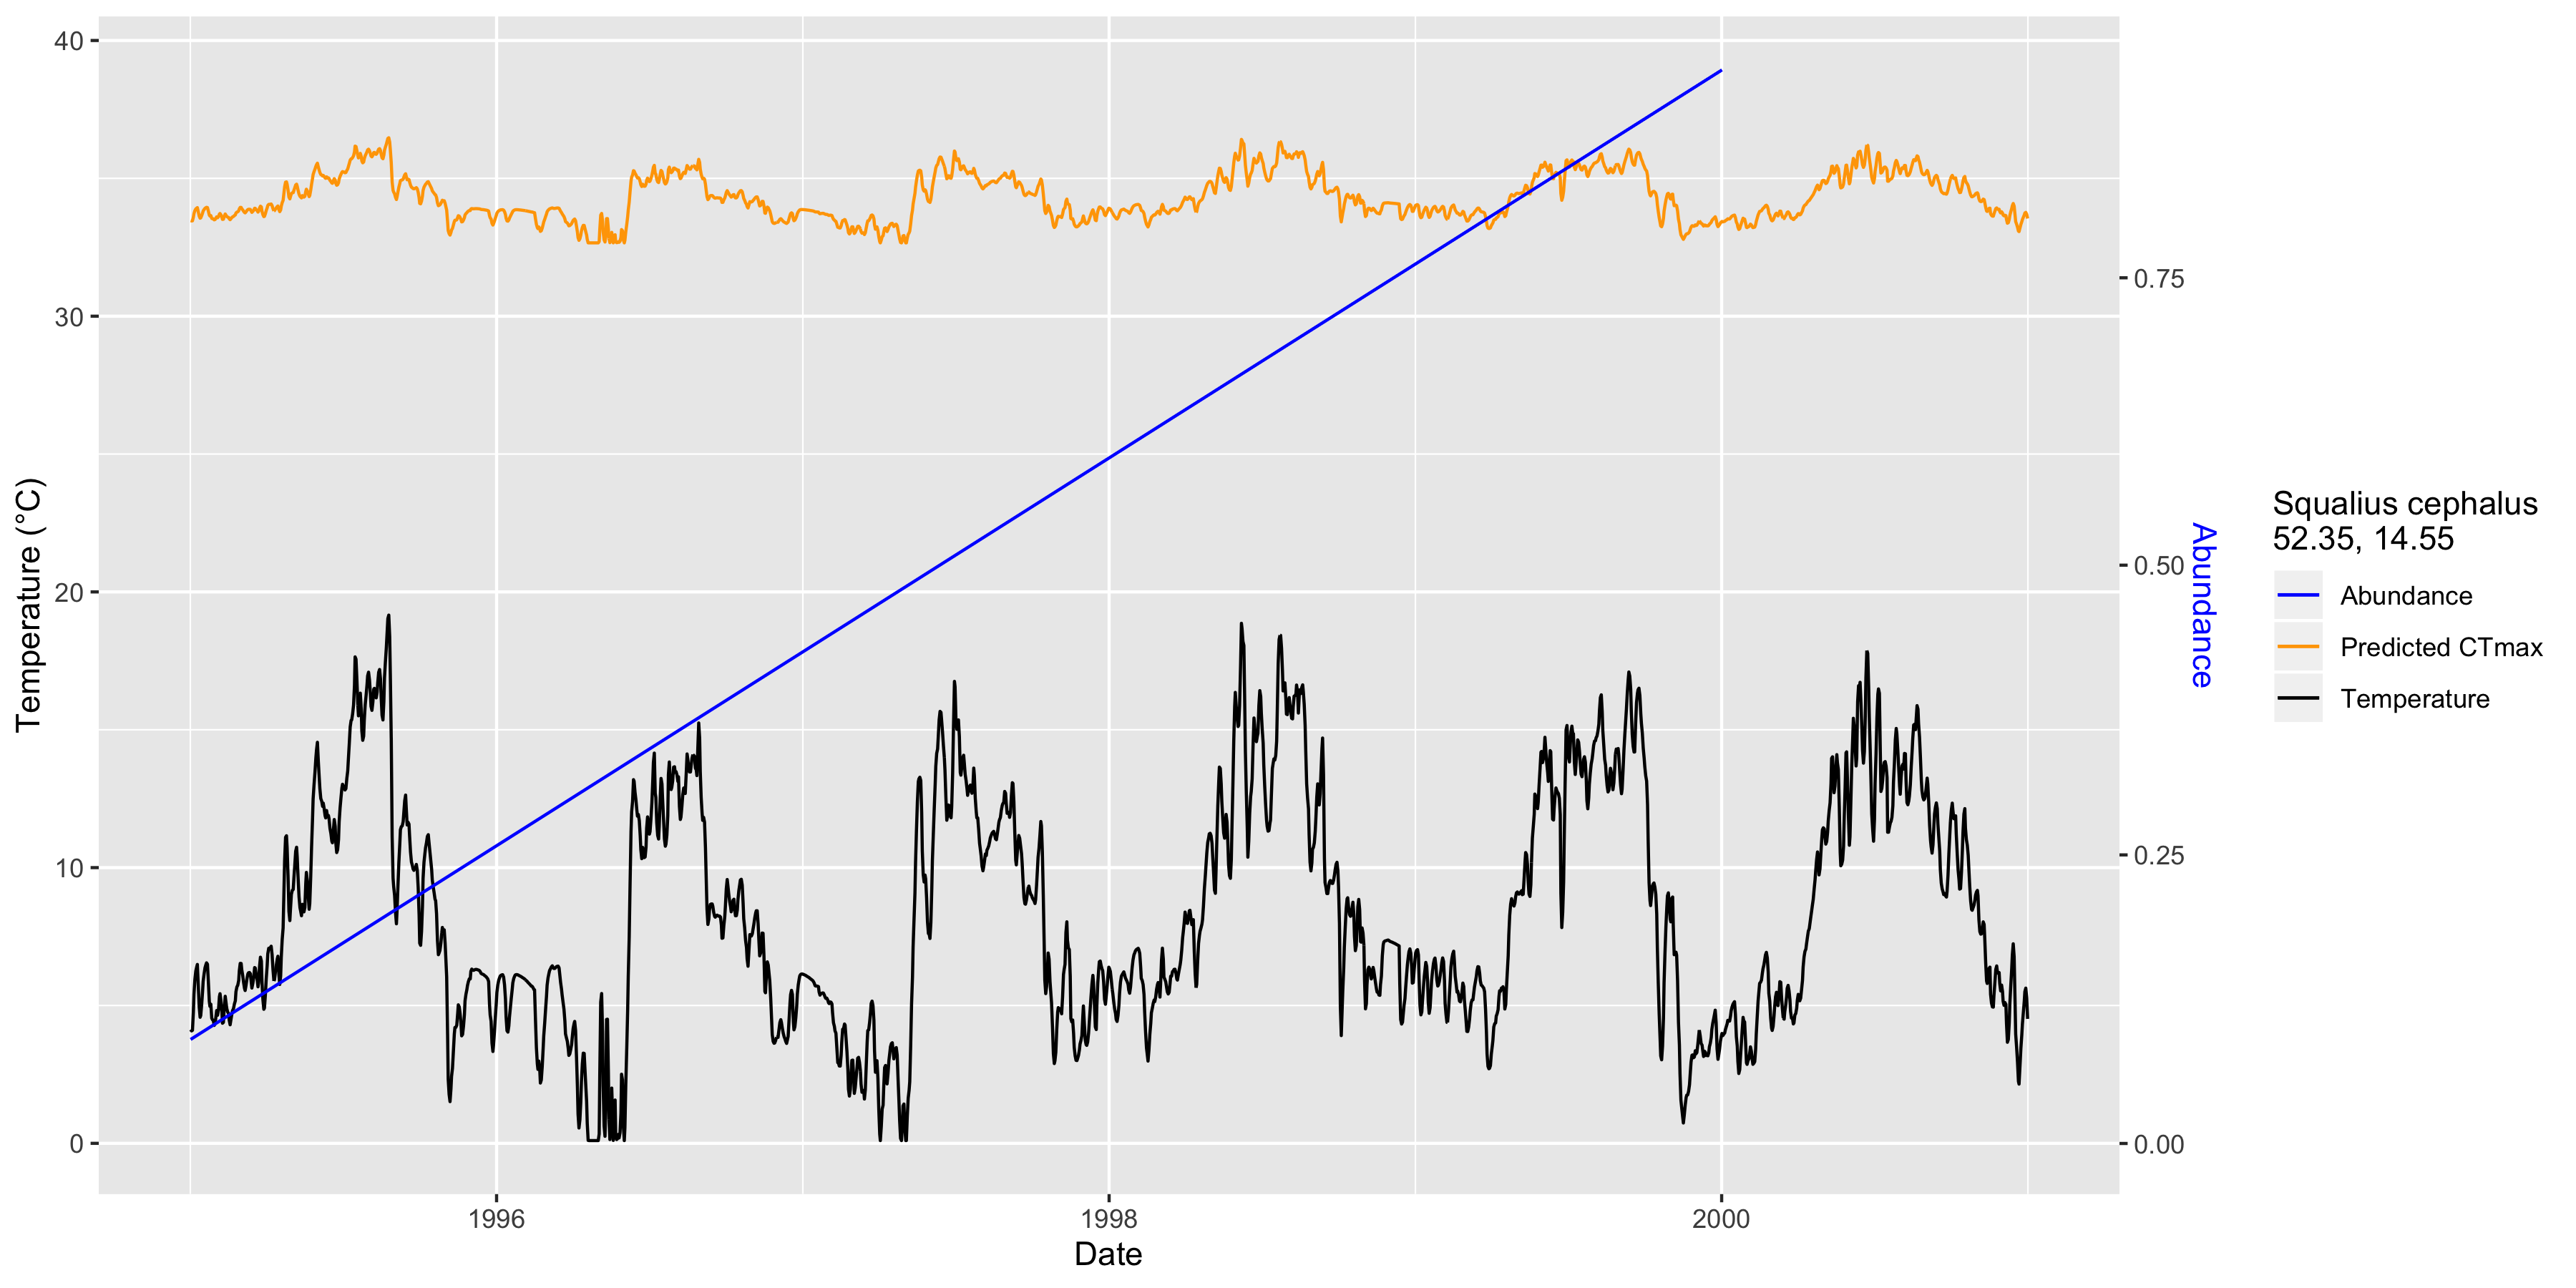 40
30
20
10
0
Temperature (°C)
1996
1998
2000
Date
0.75
0.50
0.25
0.00
Abundance
Squalius cephalus
52.35, 14.55
Abundance
Predicted CTmax
Temperature